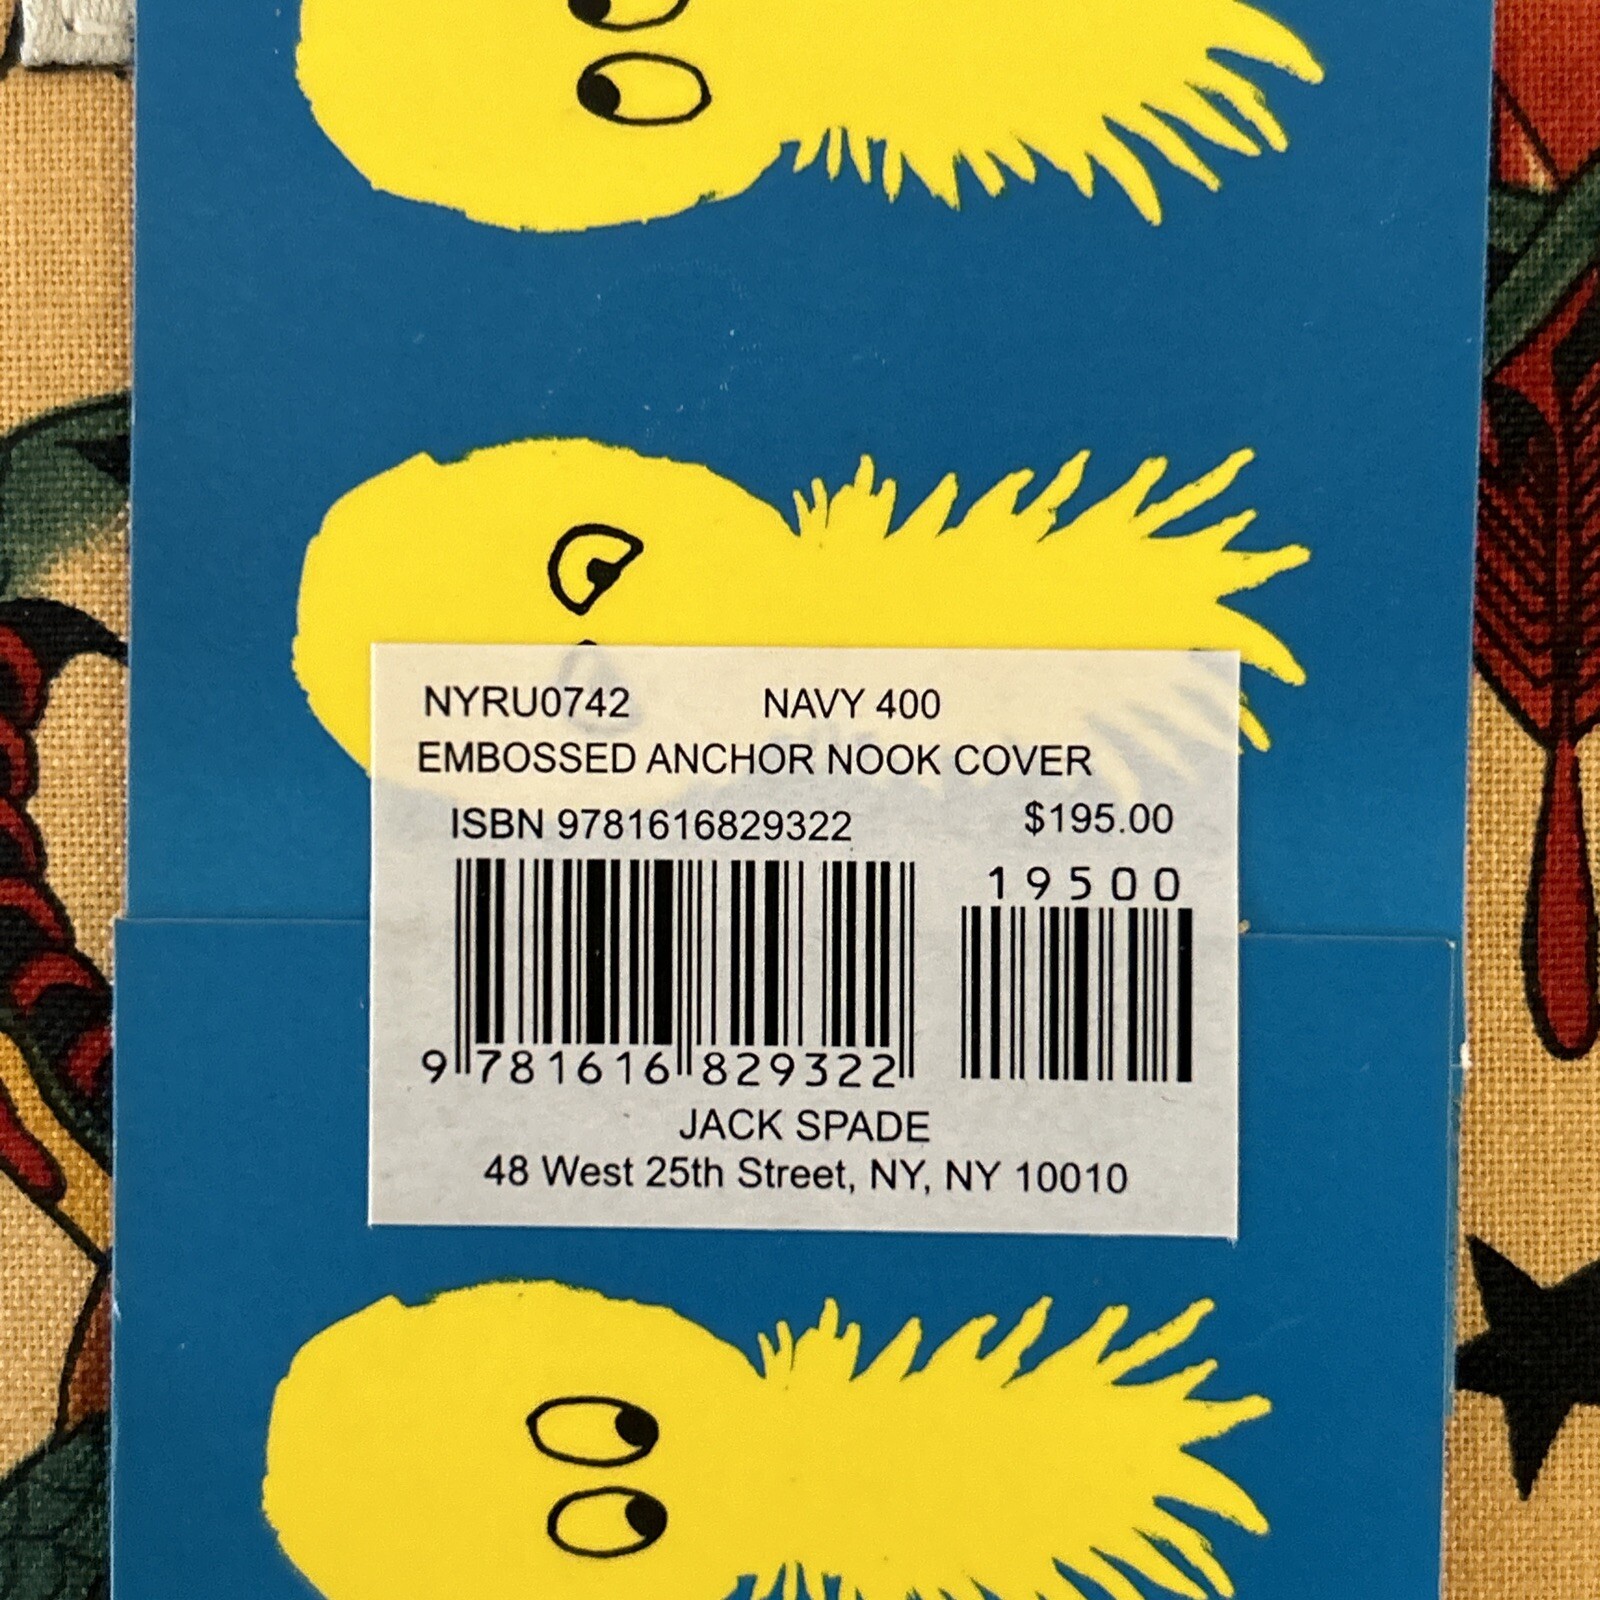 NYRU0742 NAVY 400
EMBOSSED ANCHOR NOOK COVER
ISBN 9781616829322 $195.00
19500
9 781616 829322
JACK SPADE
48 West 25th Street, NY, NY 10010